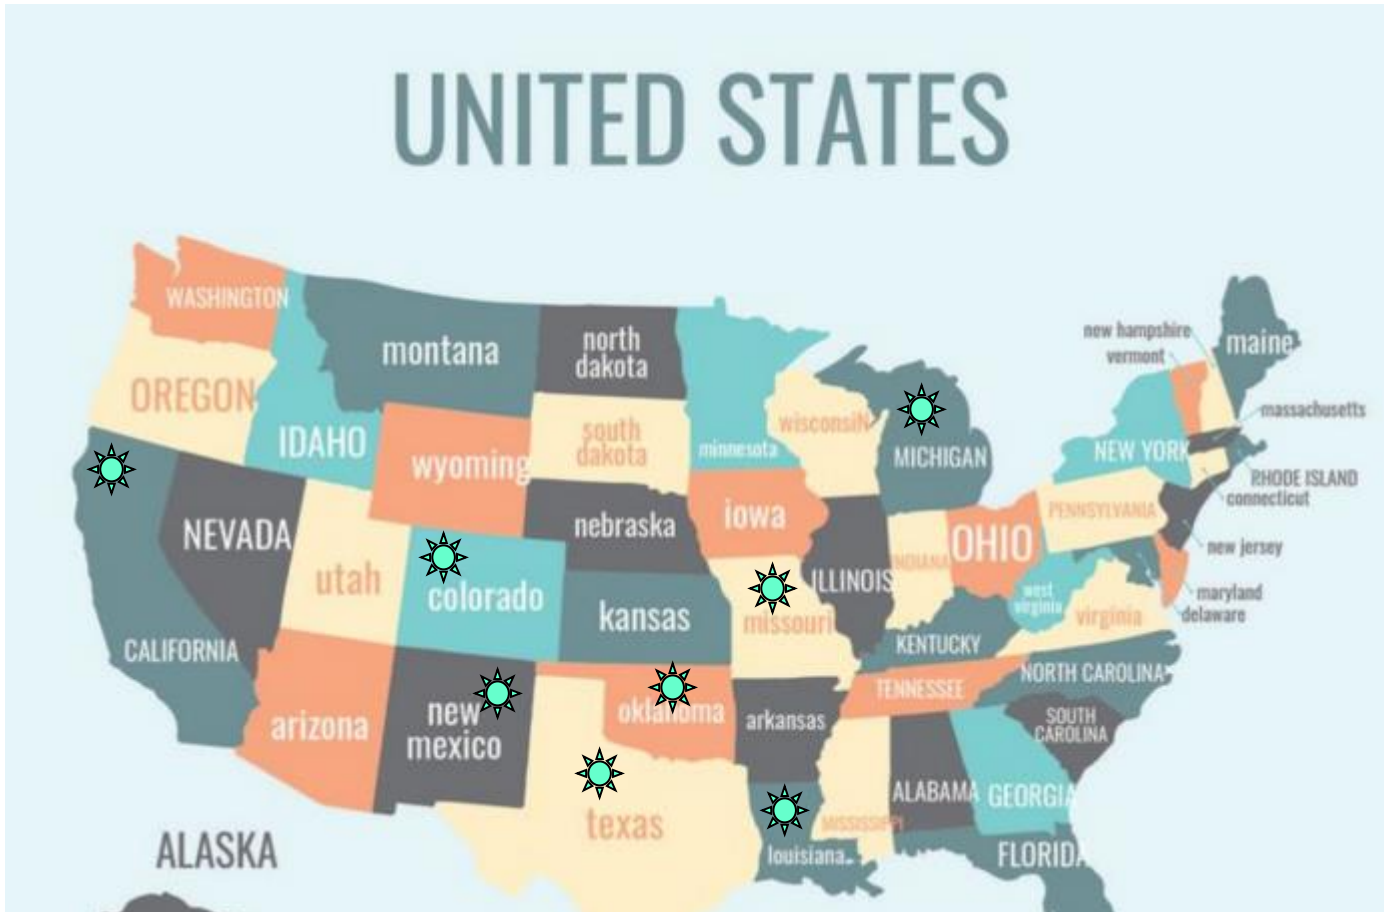 UNITED STATES
WASHINGTON
montana
north
dakota
new hampshire
vermont
maine
OREGON
IDAHO
wyoming
south
dakota
minnesota
wisconsiN
MICHIGAN
NEW YORK
massachusetts
RHODE ISLAND
connecticut
NEVADA
utah
colorado
nebraska
iowa
ILLINOIS
INDIANA
OHIO
PENNSYLVANIA
new jersey
maryland
delaware
west
virginia
virginia
CALIFORNIA
kansas
missouri
KENTUCKY
NORTH CAROLINA
TENNESSEE
SOUTH
CAROLINA
arizona
new
mexico
oklahoma
arkansas
texas
louisiana
MISSISSIPPI
ALABAMA
GEORGIA
FLORIDA
ALASKA